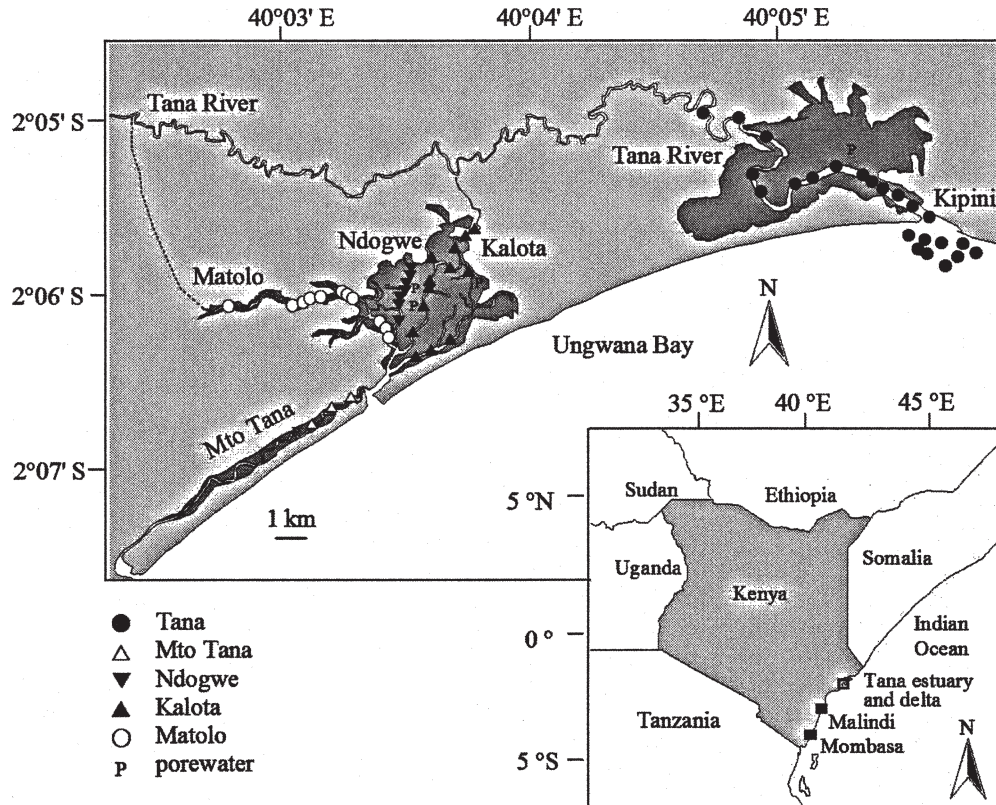 40°03' E
40°04' E
40°05' E
Tana River
2°05' S
Tana River
P
Kipini
Ndogwe
Kalota
Matolo
P
2°06' S
P
N
Ungwana Bay
Mto Tana
2°07' S
1 km
35 °E
40 °E
45 °E
5 °N
Sudan
Ethiopia
Uganda
Somalia
Kenya
Indian
Ocean
0 °
Tana estuary
and delta
Tanzania
Malindi
Mombasa
N
5 °S
Tana
Mto Tana
Ndogwe
Kalota
Matolo
P porewater